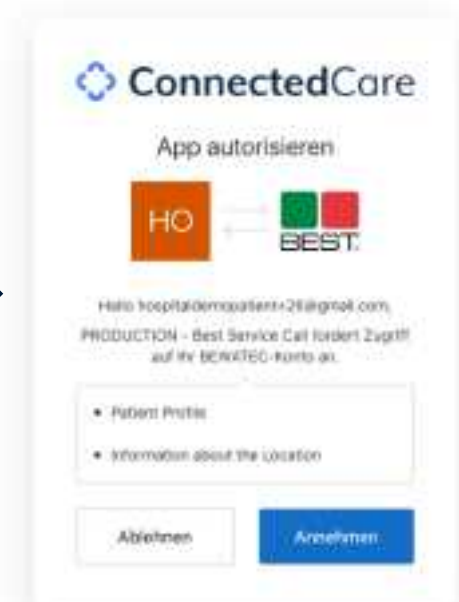 ConnectedCare
App autorisieren
HO
BEST
Hallo hospitaldemopatient+26@gmail.com,
PRODUCTION - Best Service Call fordert Zugriff
auf Ihr BEWATEC-Konto an.
• Patient Profile
• Information about the Location
Ablehnen Annehmen